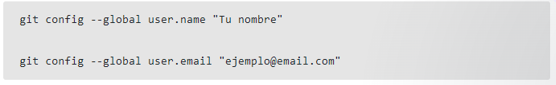 git config --global user.name "Tu nombre"
git config --global user.email "ejemplo@email.com"